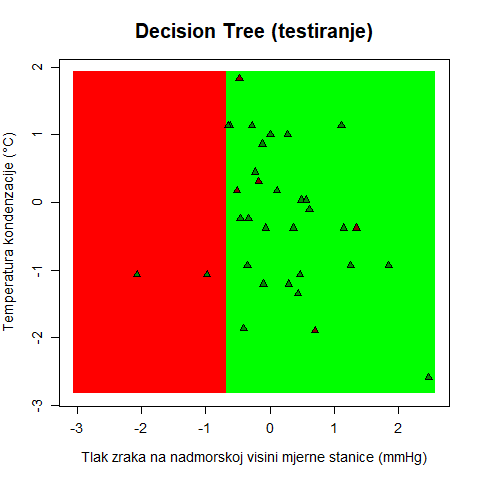 Decision Tree (testiranje)
Temperatura kondenzacije (°C)
2
1
0
-1
-2
-3
-3 -2 -1 0 1 2
Tlak zraka na nadmorskoj visini mjerne stanice (mmHg)